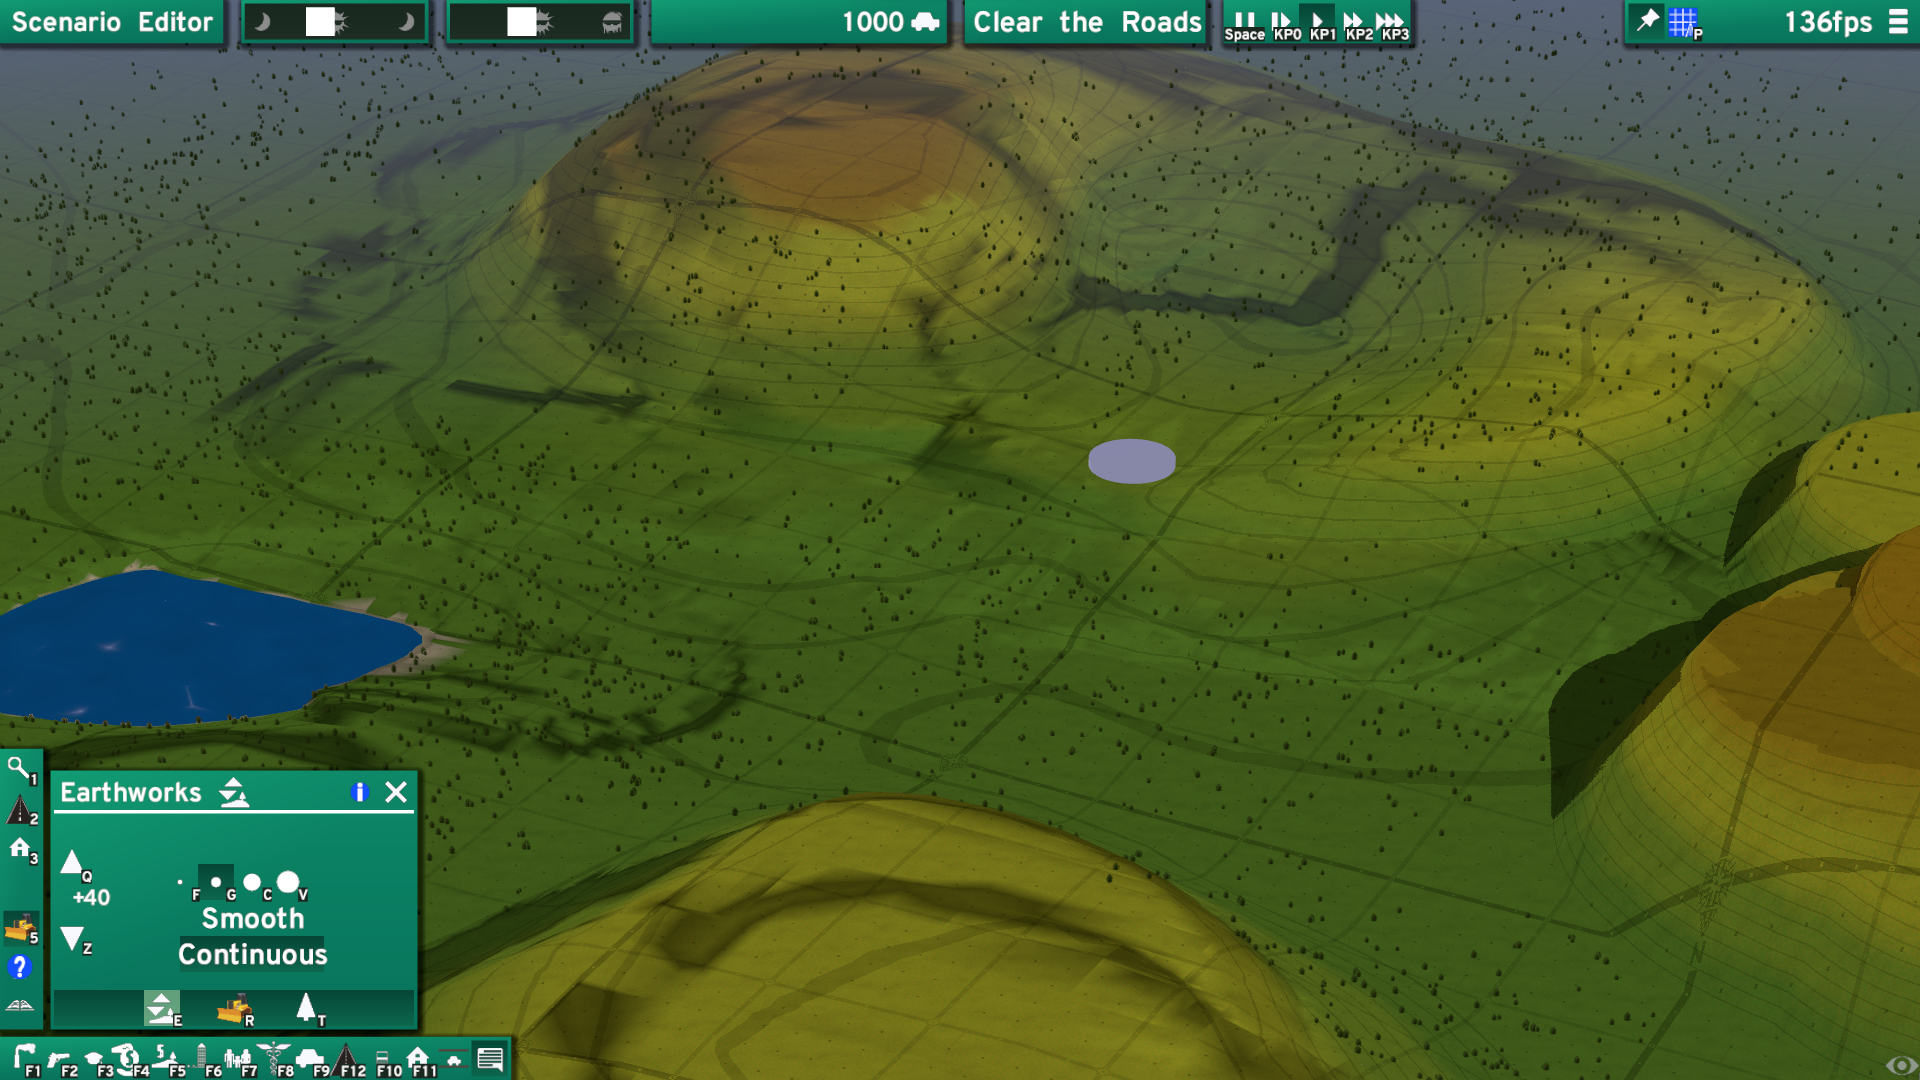 Scenario Editor
1000
Clear the Roads
Space KP0 KP1 KP2 KP3
P
136fps
1
2
3
5
?
Earthworks i
Q
+40
Z
F G C V
Smooth
Continuous
E R T
F1 F2 F3 F4 F5 F6 F7 F8 F9 F12 F10 F11